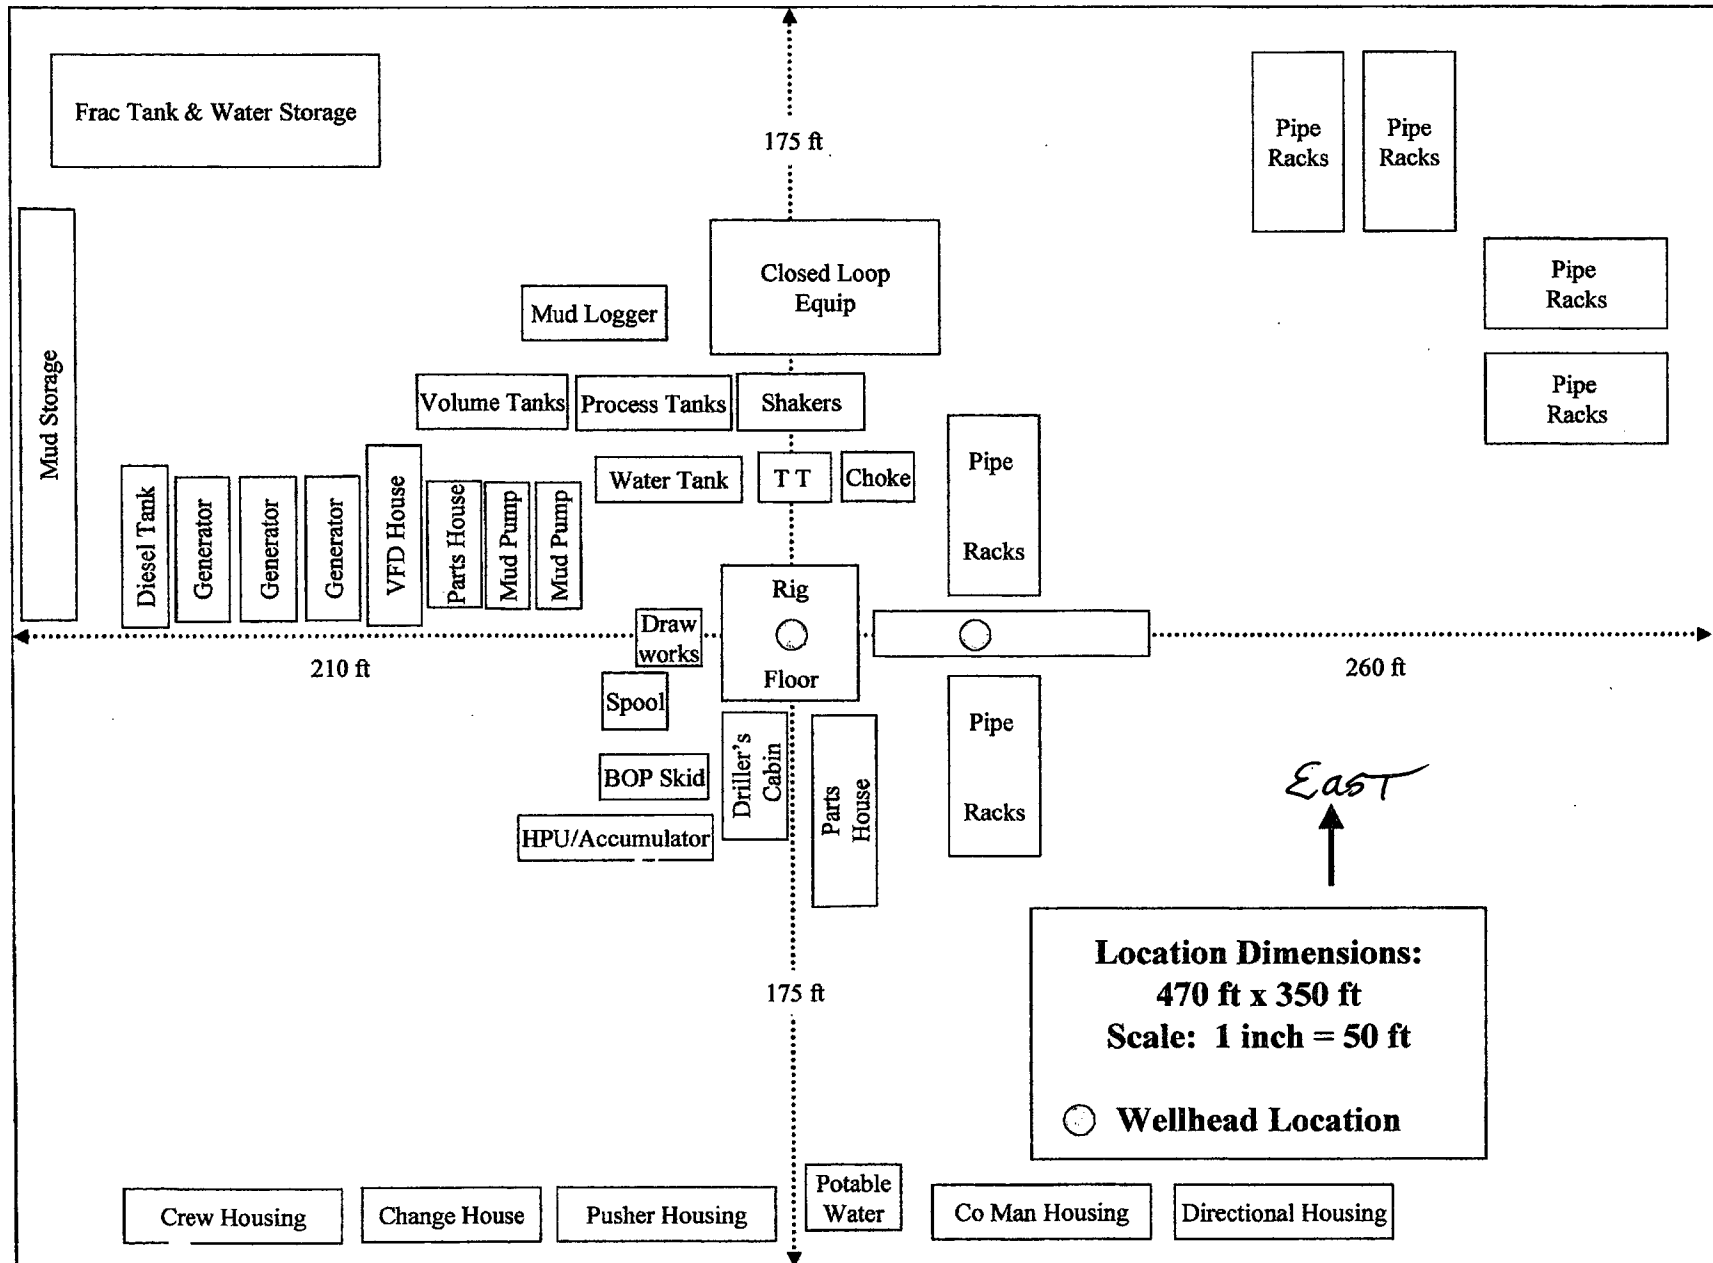 Frac Tank & Water Storage
175 ft
Pipe
Racks
Pipe
Racks
Closed Loop
Equip
Pipe
Racks
Mud Logger
Pipe
Racks
Mud Storage
Volume Tanks
Process Tanks
Shakers
Pipe
Racks
Water Tank
T T
Choke
Diesel Tank
Generator
Generator
Generator
VFD House
Parts House
Mud Pump
Mud Pump
Rig
Floor
Draw
works
210 ft
260 ft
Spool
Pipe
Racks
BOP Skid
Driller's
Cabin
Parts
House
HPU/Accumulator
East
Location Dimensions:
470 ft x 350 ft
Scale: 1 inch = 50 ft
Wellhead Location
175 ft
Crew Housing
Change House
Pusher Housing
Potable
Water
Co Man Housing
Directional Housing